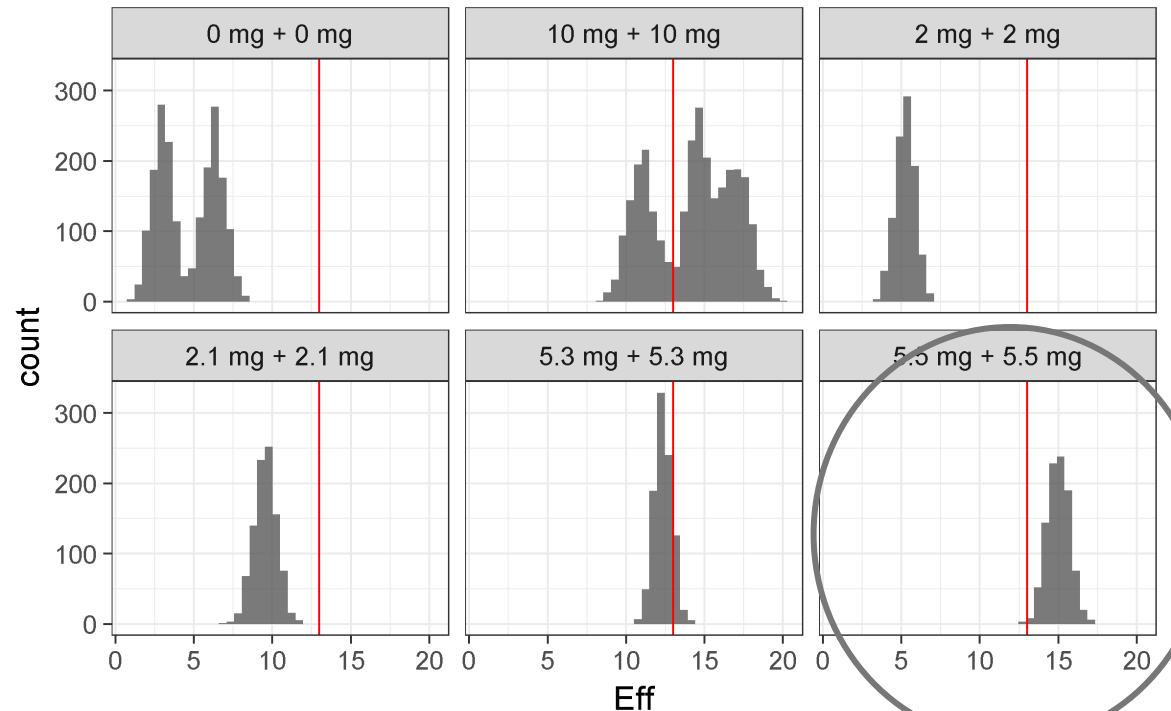 0 mg + 0 mg
10 mg + 10 mg
2 mg + 2 mg
300
200
100
0
2.1 mg + 2.1 mg
5.3 mg + 5.3 mg
5.5 mg + 5.5 mg
300
200
100
0
0 5 10 15 20
0 5 10 15 20
0 5 10 15 20
count
Eff